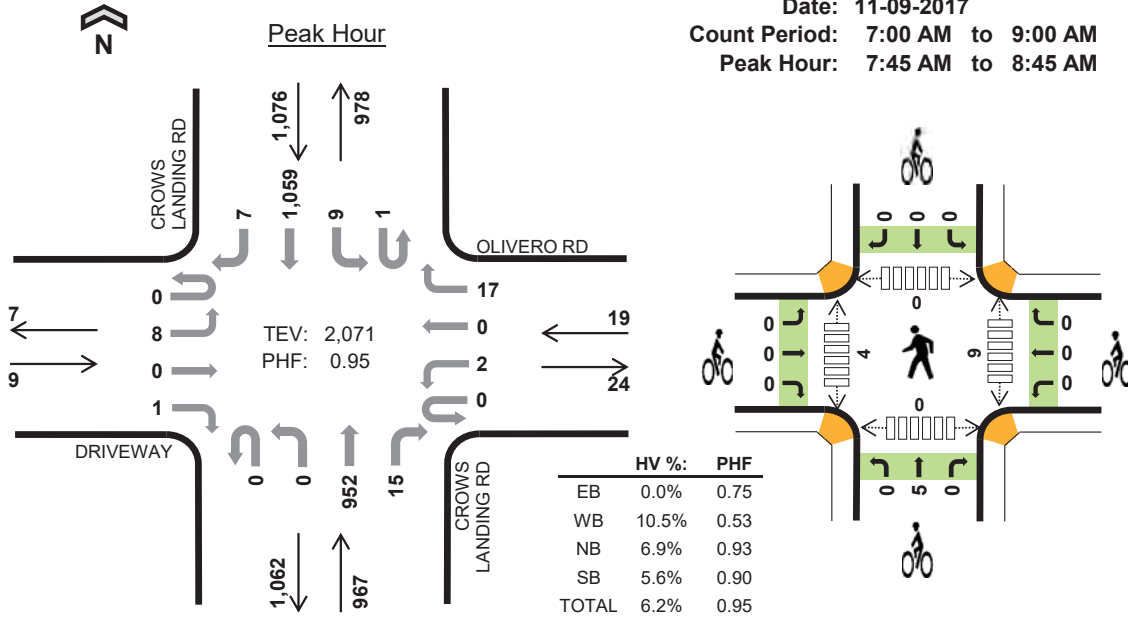 Date: 11-09-2017
Count Period: 7:00 AM to 9:00 AM
Peak Hour: 7:45 AM to 8:45 AM
N
Peak Hour
1,076
978
CROWS
LANDING RD
7
1,059
9
1
OLIVERO RD
0
8
0
1
17
0
2
0
7
9
19
24
TEV: 2,071
PHF: 0.95
DRIVEWAY
0
0
952
15
CROWS
LANDING RD
1,062
967
HV %: PHF
EB 0.0% 0.75
WB 10.5% 0.53
NB 6.9% 0.93
SB 5.6% 0.90
TOTAL 6.2% 0.95
0 0 0
0
0
0
0
4
9
0
0
0
0
0 5 0